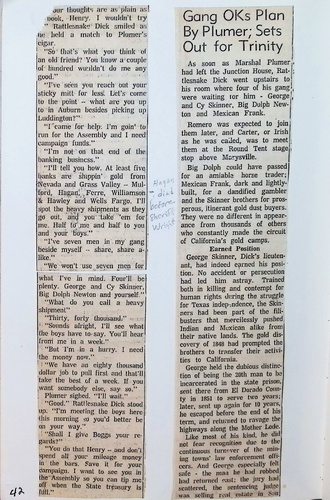 our thoughts are as plain as
book, Henry. I wouldn't try
" Rattlesnake Dick smiled as
he held a match to Plumer's
cigar.
"So that's what you think of
an old friend? You know a couple
of hundred wouldn't do me any
good."
"I've seen you reach out your
sticky mitt for less. Let's come
to the point -- what are you up
to in Auburn besides picking up
Luddington?"
"I came for help. I'm goin' to
run for the Assembly and I need
campaign funds."
"I'm not on that end of the
banking business."
"I'll tell you how. At least five
banks are shippin' gold from
Nevada and Grass Valley -- Mul-
ford, Hagan, Ferre, Williamson
& Hawley and Wells Fargo. I'll
spot the heavy shipments as they
go out, and you take 'em for
me. Half to me and half to you
and your boys."
"I've seven men in my gang
beside myself -- share, share a-
like."
"We won't use seven men for
what I've in mind. Four'll be
plenty. George and Cy Skinner,
Big Dolph Newton and yourself."
"What do you call a heavy
shipment"
"Thirty, forty thousand."
"Sounds alright. I'll see what
the boys have to say. You'll hear
from me in a week."
"But I'm in a hurry. I need
the money now."
"We have an eighty thousand
dollar job to pull first and that'll
take the best of a week. If you
want somebody else, say so."
Plumer sighed. "I'll wait."
"Good." Rattlesnake Dick stood
up. "I'm meeting the boys here
this morning so you'd better be
on your way."
"Shall I give Boggs your re-
gards?"
"You do that Henry -- and don't
spend all your mileage money
in the bars. Save it for your
campaign. I want to see you in
the Assembly so you can tip me
off when the State treasury is
full."
42
Hagan
died
before
Sheriff
Wright
Gang OKs Plan
By Plumer; Sets
Out for Trinity
As soon as Marshal Plumer
had left the Junction House, Rat-
tlesnake Dick went upstairs to
his room where four of his gang
were waiting for him - George
and Cy Skinner, Big Dolph New-
ton and Mexican Frank.
Romero was expected to join
them later, and Carter, or Irish
as he was called, was to meet
them at the Round Tent stage
stop above Marysville.
Big Dolph could have passed
for an amiable horse trader;
Mexican Frank, dark and lightly-
built, for a dandified gambler
and the Skinner brothers for pros-
perous, itinerant gold dust buyers.
They were no different in appear-
ance from thousands of others
who constantly made the circuit
of California's gold camps.
Earned Position
George Skinner, Dick's lieuten-
ant, had indeed earned his posi-
tion. No accident or persecution
had led him astray. Trained
both in killing and contempt for
human rights during the struggle
for Texas independence, the Skin-
ners had been part of the fili-
busters that mercilessly pushed
Indian and Mexican alike from
their native lands. The gold dis-
covery of 1848 had prompted the
brothers to transfer their activi-
ties to California.
George held the dubious distinc-
tion of being the 28th man to be
incarcerated in the state prison,
sent there from El Dorado Coun-
ty in 1851 to serve two years;
later, sent up again for 10 years,
he escaped before the end of his
term, and returned to ravage the
highways along the Mother Lode.
Like most of his kind, he did
not fear recognition due to the
continuous turnover of the min-
ing towns' law enforcement offi-
cers. And George especially felt
safe - the man he had robbed
had returned east; the jury had
scattered, the sentencing judge
was selling real estate in San